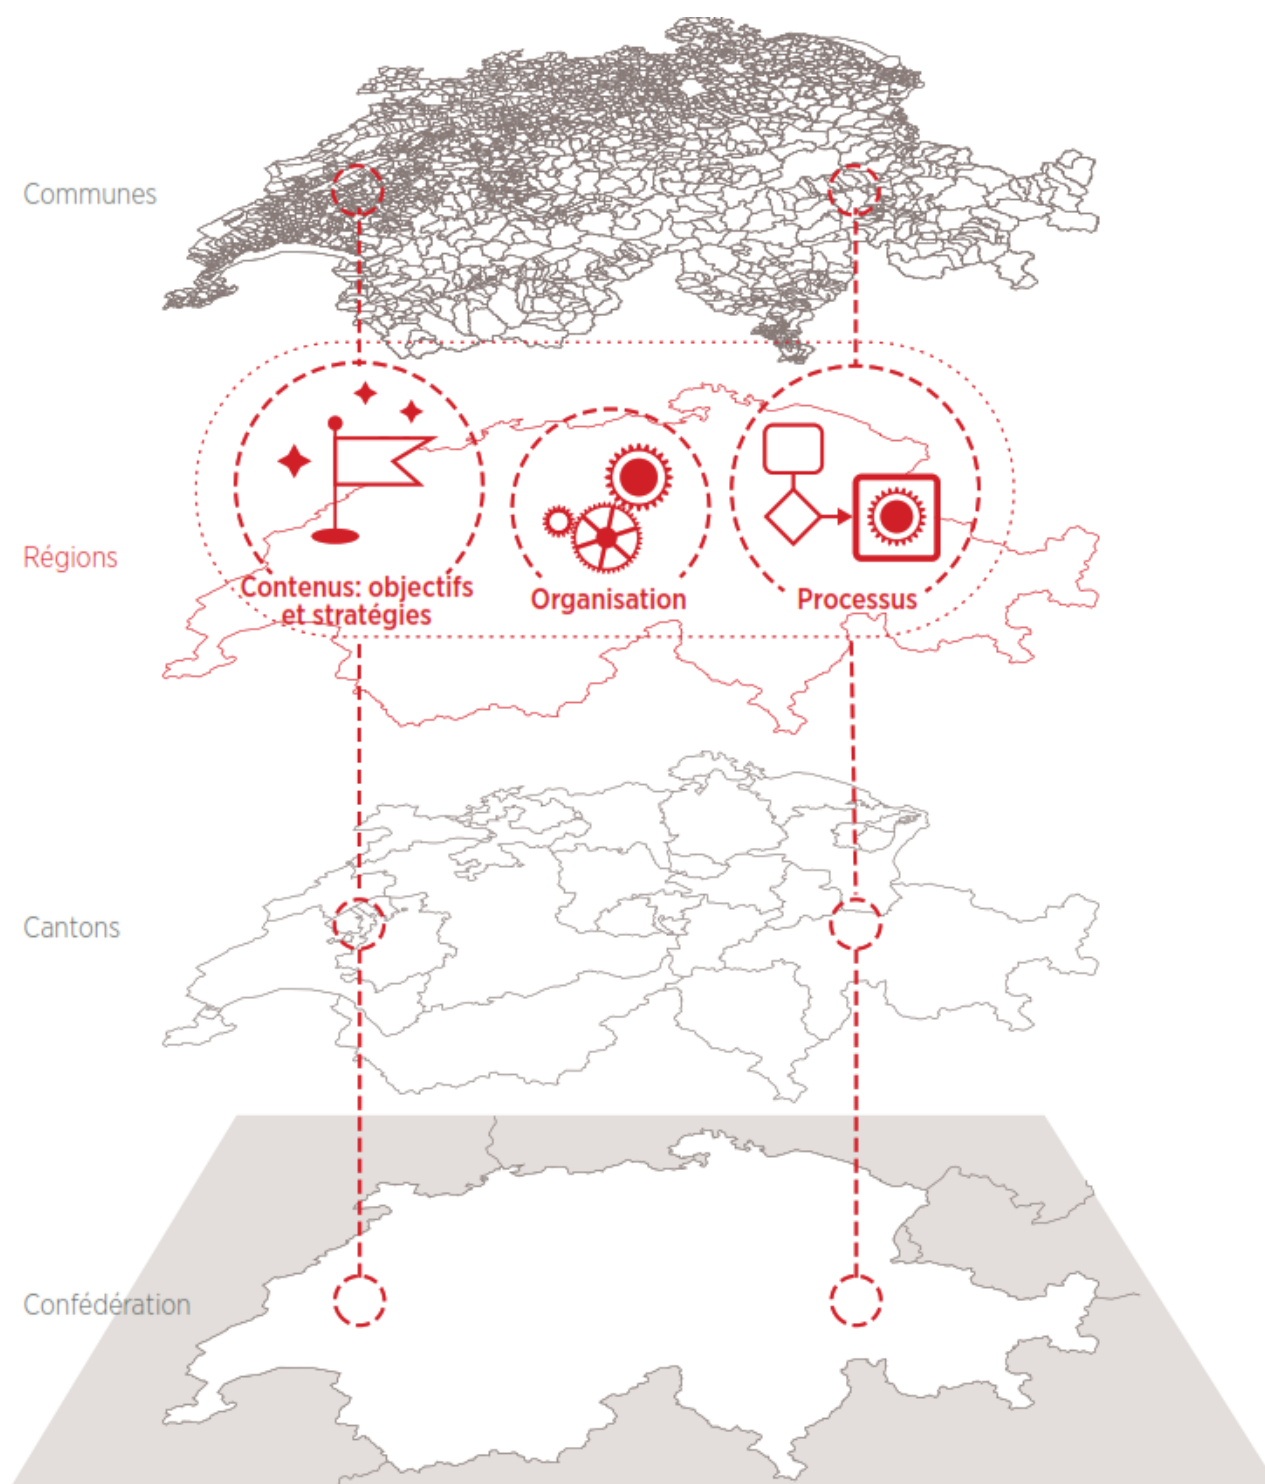 Communes
Régions
Contenus: objectifs
et stratégies
Organisation
Processus
Cantons
Confédération